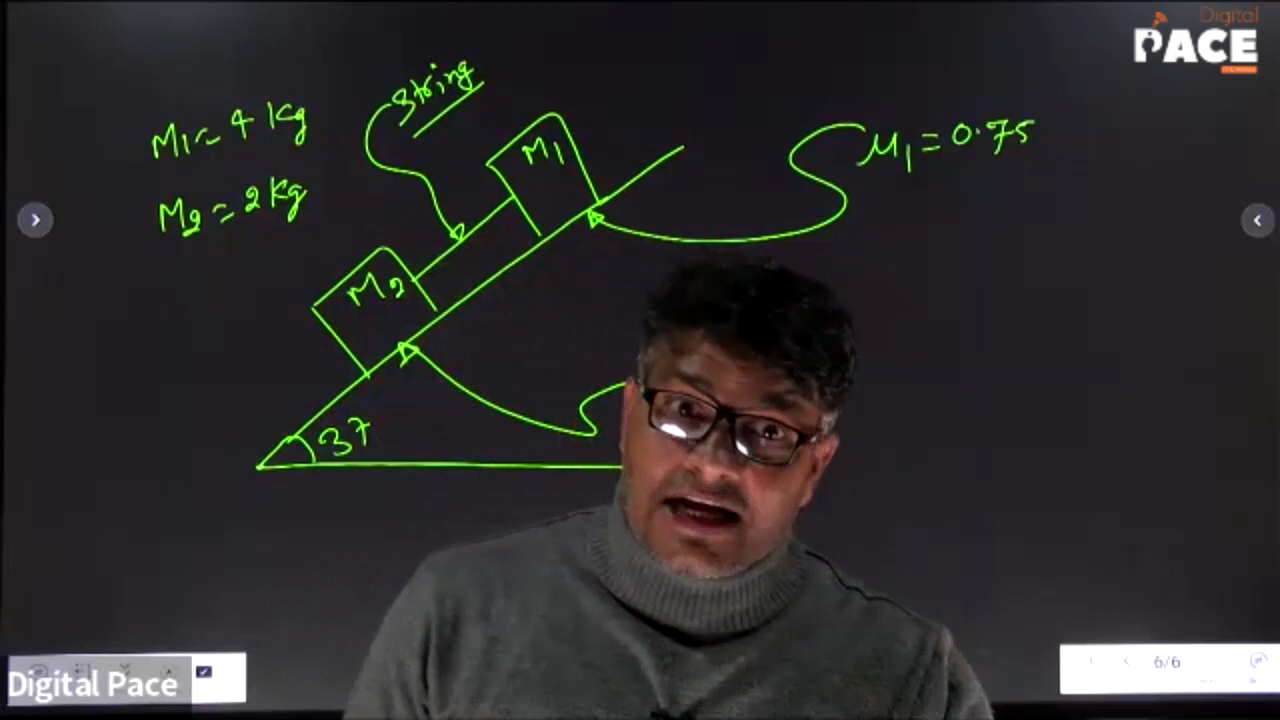 Digital
PACE
M1 = 4 Kg
M2 = 2 Kg
string
M1
M2
μ1 = 0.75
37
6/6
Digital Pace